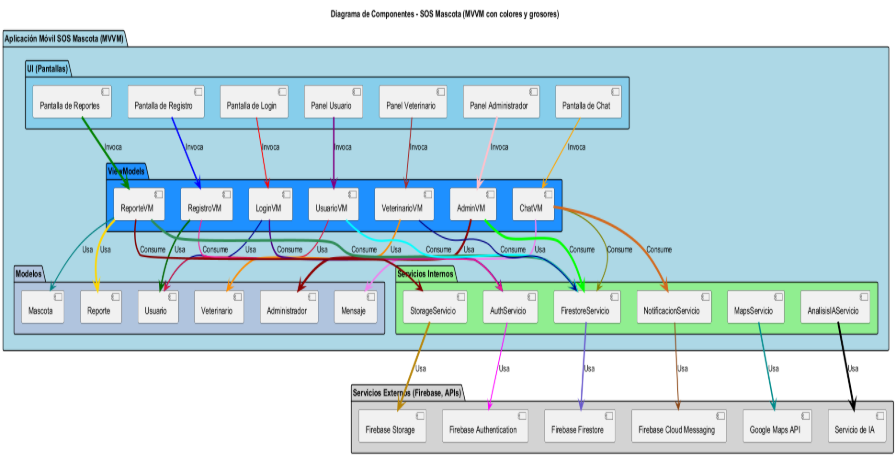 Diagrama de Componentes - SOS Mascota (MVVM con colores y grosores)
Aplicación Móvil SOS Mascota (MVVM)
UI (Pantallas)
Pantalla de Reportes
Pantalla de Registro
Pantalla de Login
Panel Usuario
Panel Veterinario
Panel Administrador
Pantalla de Chat
Invoca
Invoca
Invoca
Invoca
Invoca
Invoca
Invoca
ViewModels
ReporteVM
RegistroVM
LoginVM
UsuarioVM
VeterinarioVM
AdminVM
ChatVM
Usa
Usa
Consume
Usa
Consume
Usa
Consume
Usa
Consume
Usa
Consume
Usa
Consume
Usa
Consume
Consume
Modelos
Mascota
Reporte
Usuario
Veterinario
Administrador
Mensaje
Servicios Internos
StorageServicio
AuthServicio
FirestoreServicio
NotificacionServicio
MapsServicio
AnalisisIAServicio
Usa
Usa
Usa
Usa
Usa
Usa
Servicios Externos (Firebase, APIs)
Firebase Storage
Firebase Authentication
Firebase Firestore
Firebase Cloud Messaging
Google Maps API
Servicio de IA